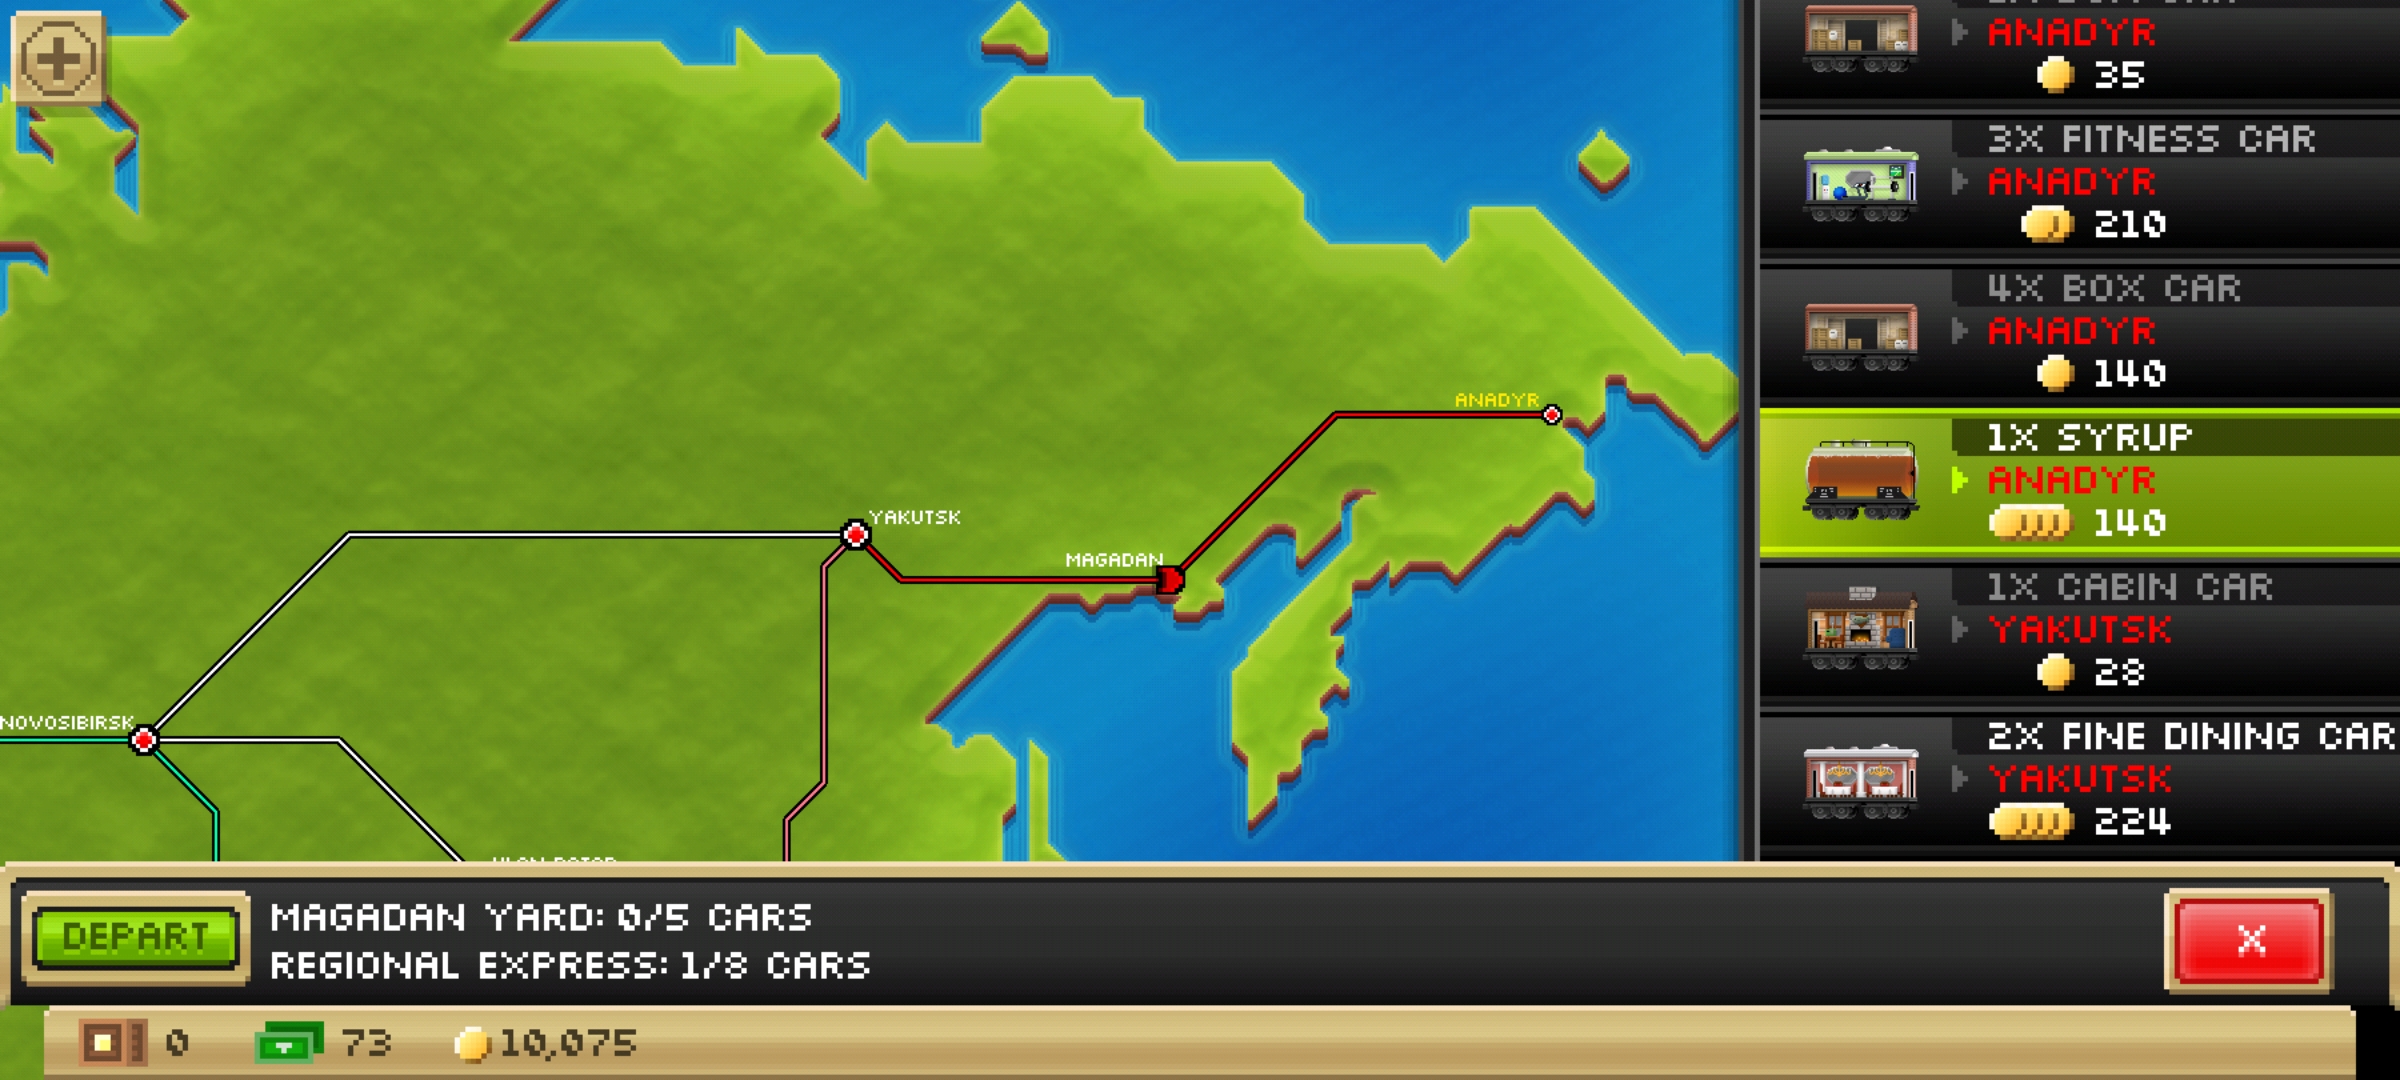 ANADYR
35
3X FITNESS CAR
ANADYR
210
4X BOX CAR
ANADYR
140
1X SYRUP
ANADYR
140
1X CABIN CAR
YAKUTSK
28
2X FINE DINING CAR
YAKUTSK
224
ANADYR
YAKUTSK
MAGADAN
NOVOSIBIRSK
DEPART
MAGADAN YARD: 0/5 CARS
REGIONAL EXPRESS: 1/8 CARS
X
0
73
10,075